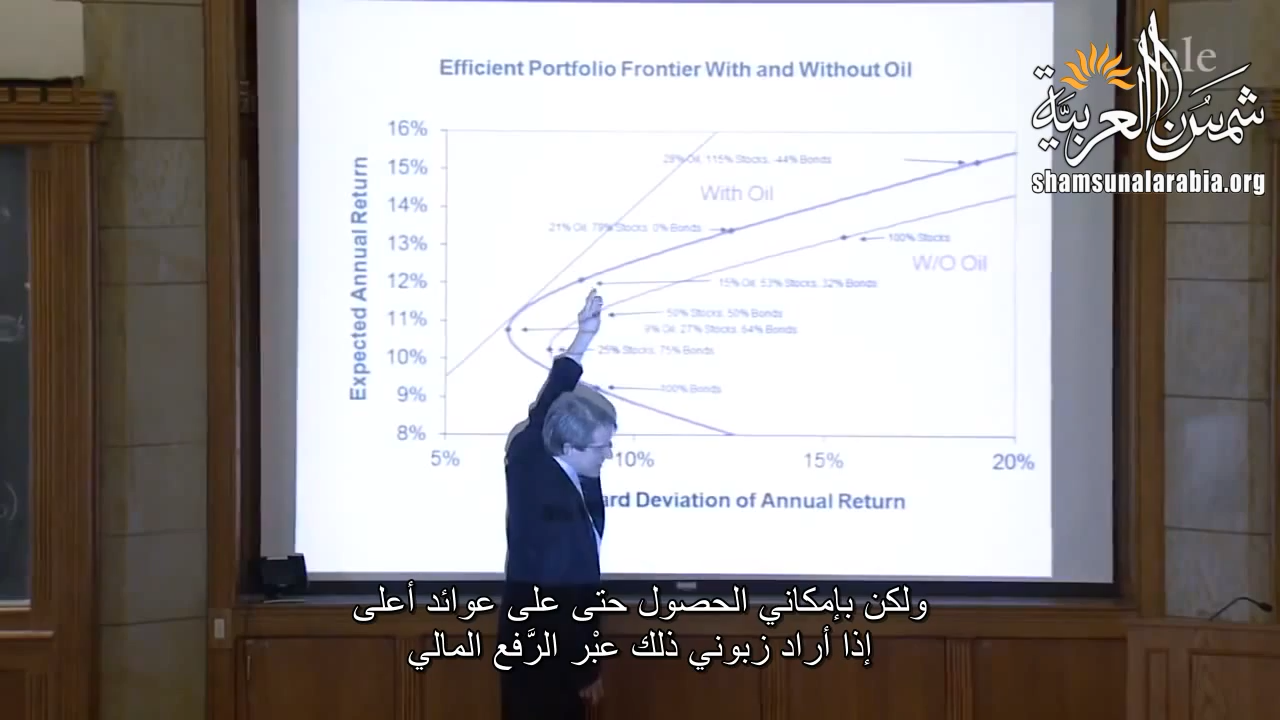 Yale
شمسُ العربيّة
shamsunalarabia.org
Efficient Portfolio Frontier With and Without Oil
Expected Annual Return
16%
15%
14%
13%
12%
11%
10%
9%
8%
28% Oil, 115% Stocks, -44% Bonds
With Oil
21% Oil, 79% Stocks, 0% Bonds
100% Stocks
W/O Oil
15% Oil, 53% Stocks, 32% Bonds
50% Stocks, 50% Bonds
9% Oil, 27% Stocks, 64% Bonds
25% Stocks, 75% Bonds
100% Bonds
5%
10%
15%
20%
Deviation of Annual Return
ولكن بإمكاني الحصول حتى على عوائد أعلى
إذا أراد زبوني ذلك عبْر الرَّفع المالي